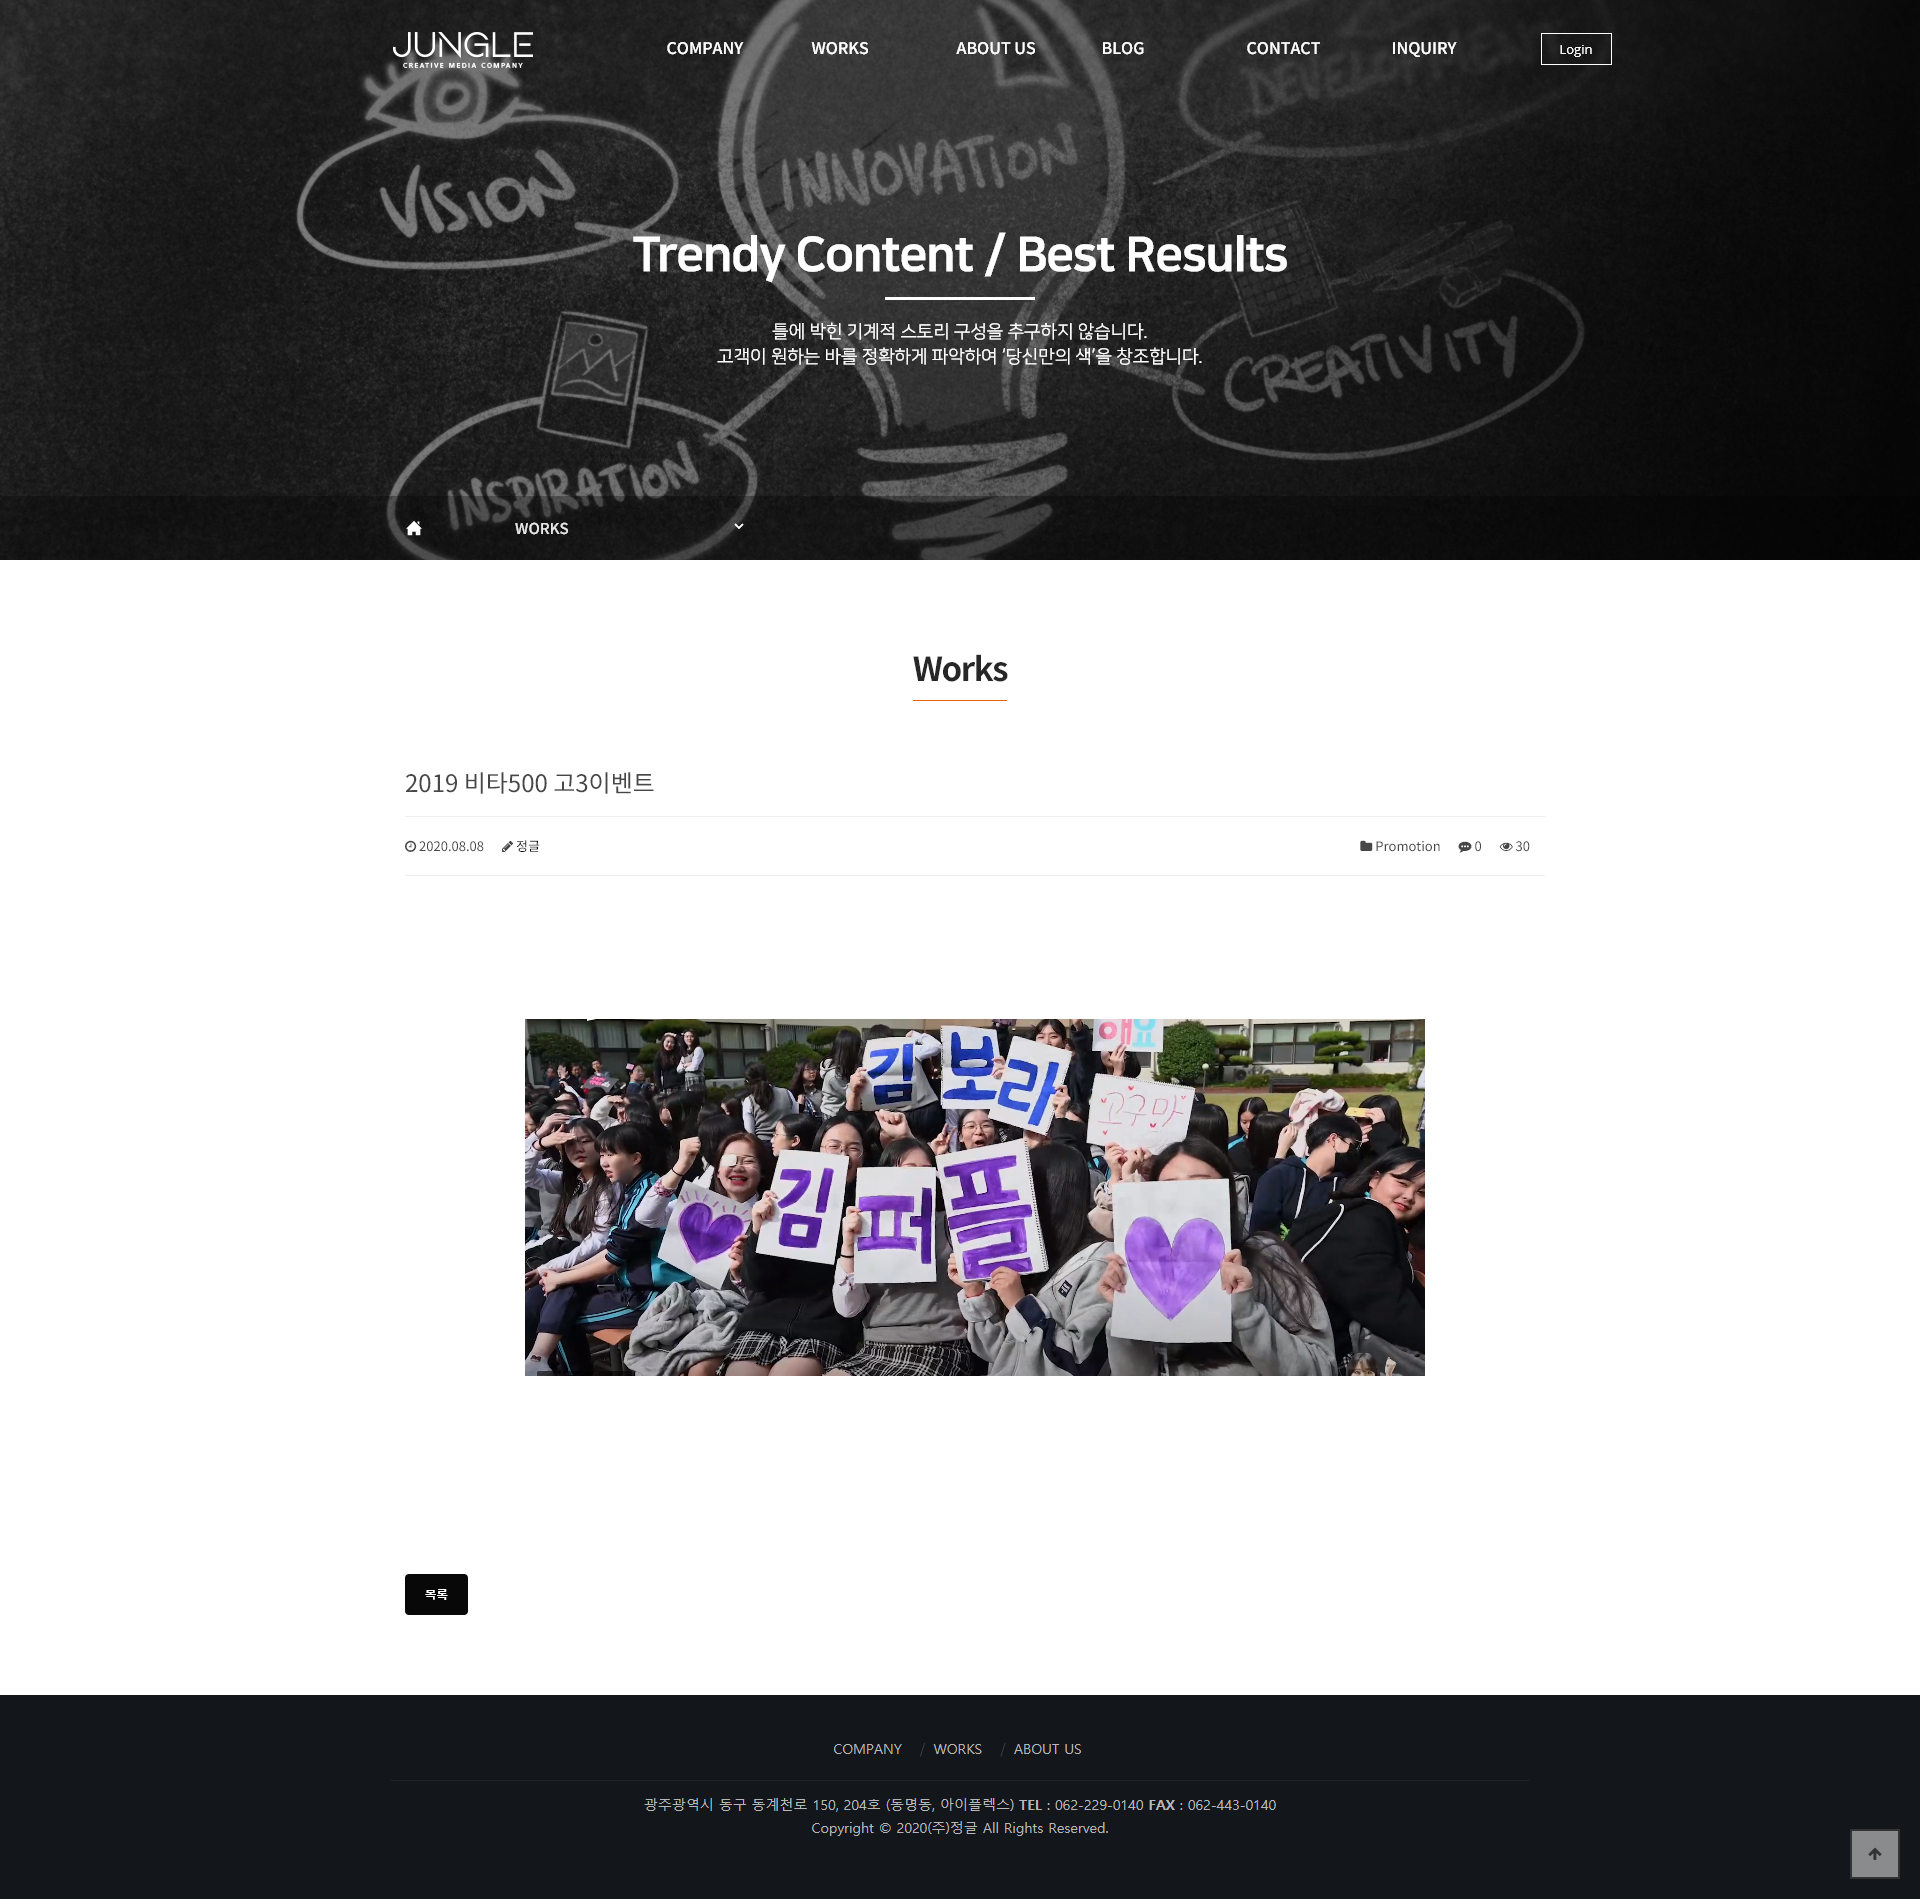 JUNGLE
CREATIVE MEDIA COMPANY
COMPANY
WORKS
ABOUT US
BLOG
CONTACT
INQUIRY
Login
DEVELOPMENT
VISION
INNOVATION
Trendy Content / Best Results
틀에 박힌 기계적 스토리 구성을 추구하지 않습니다.
고객이 원하는 바를 정확하게 파악하여 '당신만의 색'을 창조합니다.
CREATIVITY
INSPIRATION
WORKS
Works
2019 비타500 고3이벤트
2020.08.08 정글
Promotion 0 30
애요
김보라
고구마
김퍼플
목록
COMPANY / WORKS / ABOUT US
광주광역시 동구 동계천로 150, 204호 (동명동, 아이플렉스) TEL : 062-229-0140 FAX : 062-443-0140
Copyright © 2020(주)정글 All Rights Reserved.